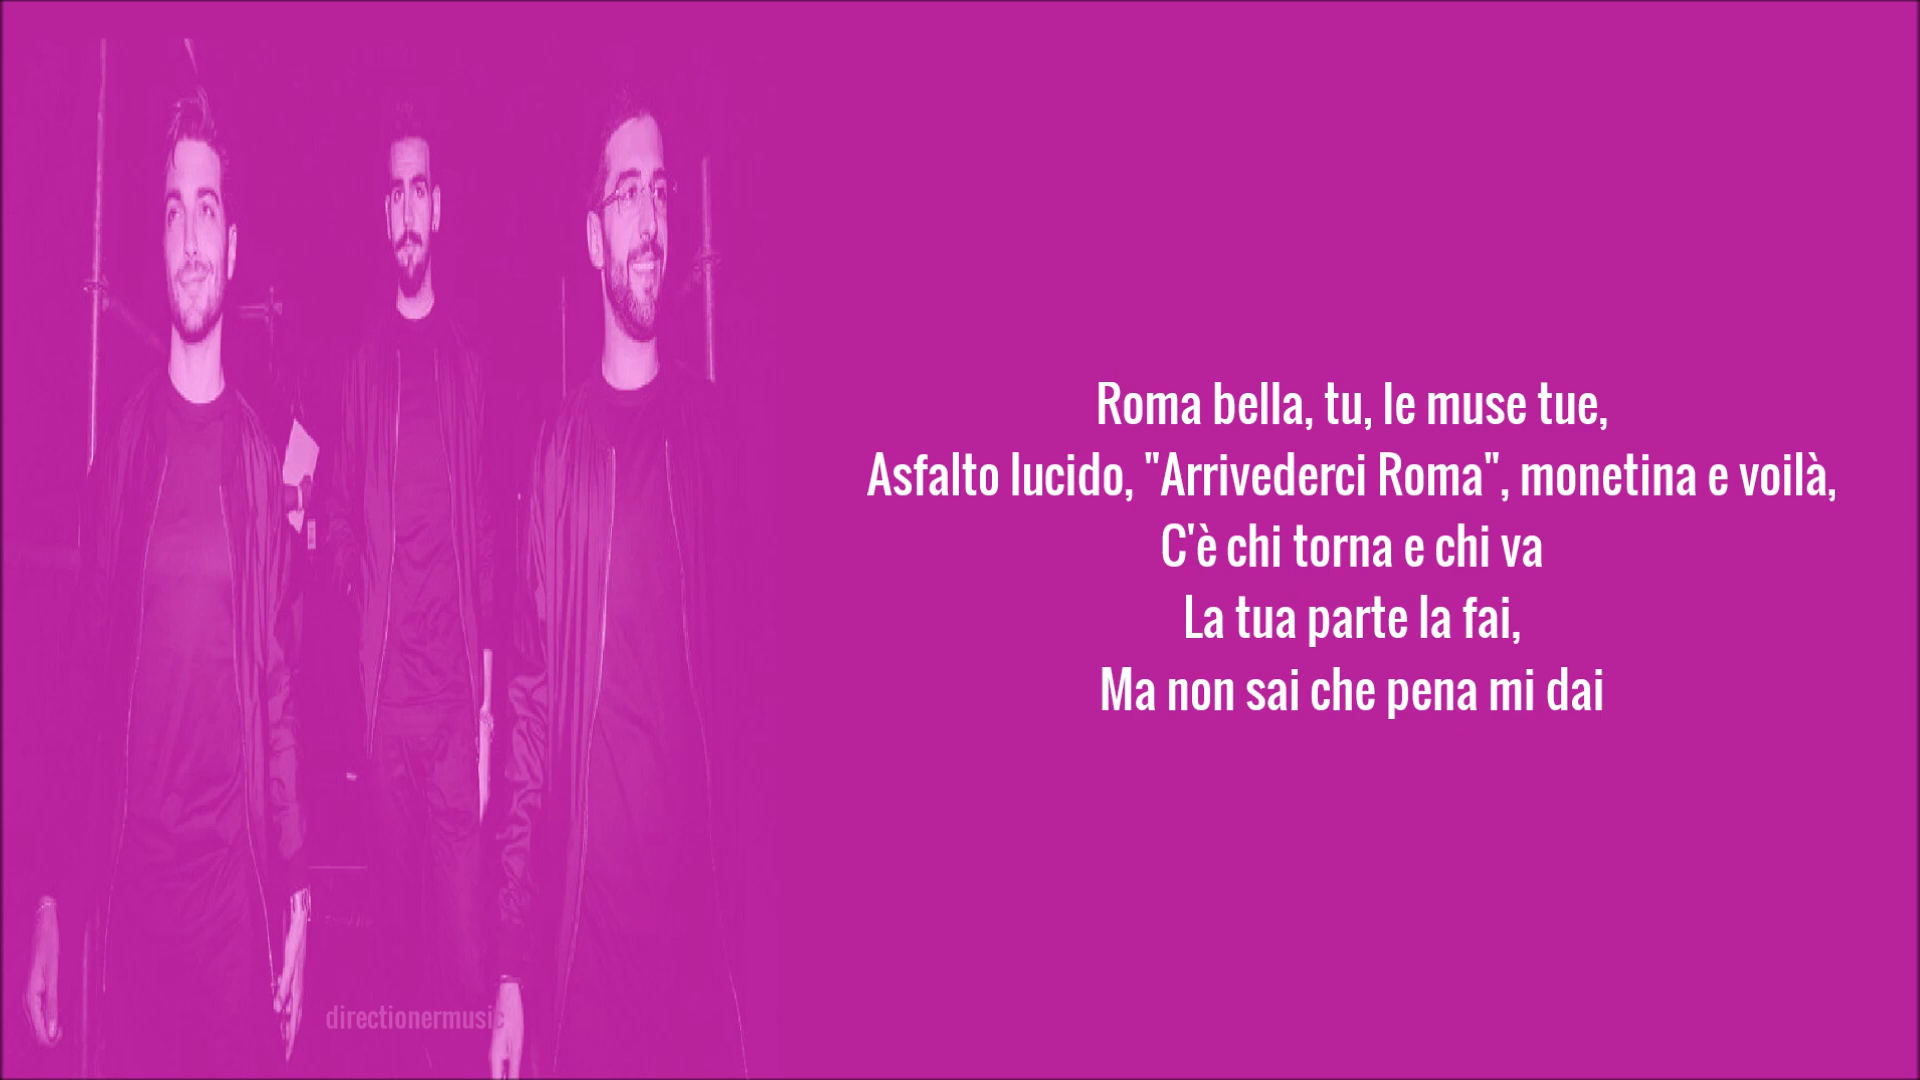 Roma bella, tu, le muse tue,
Asfalto lucido, "Arrivederci Roma", monetina e voilà,
C'è chi torna e chi va
La tua parte la fai,
Ma non sai che pena mi dai
directionermusic